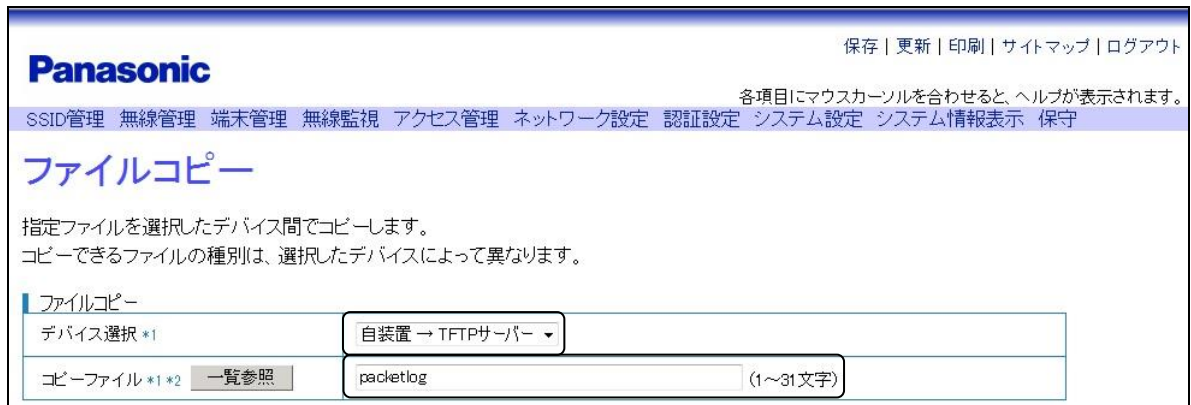 保存 | 更新 | 印刷 | サイトマップ | ログアウト
Panasonic
各項目にマウスカーソルを合わせると、ヘルプが表示されます。
SSID管理 無線管理 端末管理 無線監視 アクセス管理 ネットワーク設定 認証設定 システム設定 システム情報表示 保守
ファイルコピー
指定ファイルを選択したデバイス間でコピーします。
コピーできるファイルの種別は、選択したデバイスによって異なります。
ファイルコピー
デバイス選択 *1 自装置 → TFTPサーバー
コピーファイル *1 *2 一覧参照 packetlog (1～31文字)